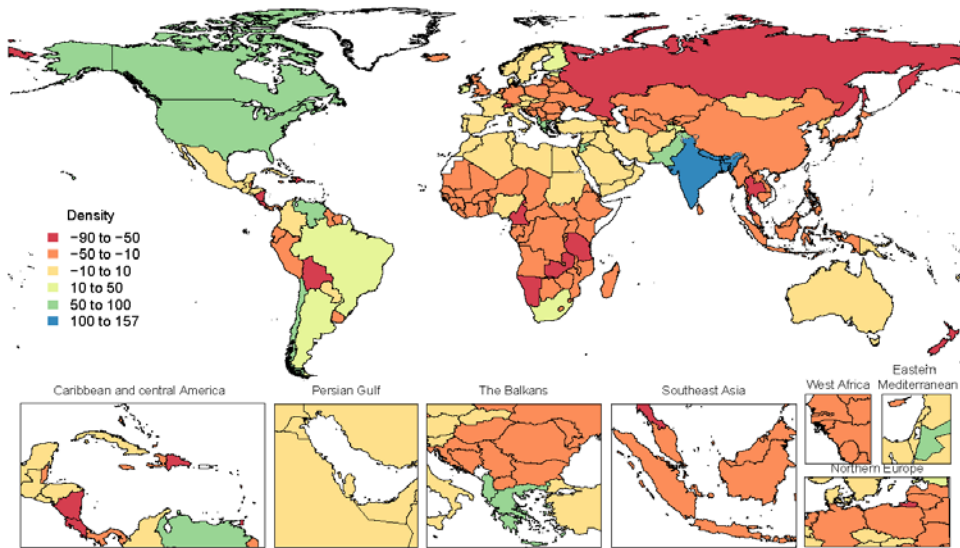 Density
−90 to −50
−50 to −10
−10 to 10
10 to 50
50 to 100
100 to 157
Caribbean and central America
Persian Gulf
The Balkans
Southeast Asia
West Africa
Eastern
Mediterranean
Northern Europe